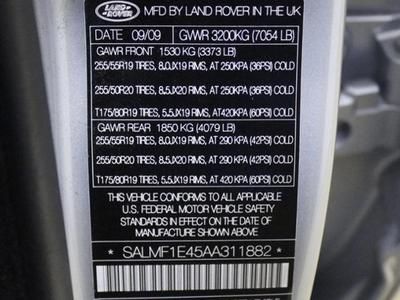 LAND-
ROVER
MFD BY LAND ROVER IN THE UK
DATE 09/09 GVWR 3200KG (7054 LB)
GAWR FRONT 1530 KG (3373 LB)
255/55R19 TIRES, 8.0JX19 RIMS, AT 250KPA (36PSI) COLD
255/50R20 TIRES, 8.5JX20 RIMS, AT 250KPA (36PSI) COLD
T175/80R19 TIRES, 5.5JX19 RIMS, AT420KPA (60PSI) COLD
GAWR REAR 1850 KG (4079 LB)
255/55R19 TIRES, 8.0JX19 RIMS, AT 290 KPA (42PSI) COLD
255/50R20 TIRES, 8.5JX20 RIMS, AT 290 KPA (42PSI) COLD
T175/80R19 TIRES, 5.5JX19 RIMS, AT 420 KPA (60PSI) COLD
THIS VEHICLE CONFORMS TO ALL APPLICABLE
U.S. FEDERAL MOTOR VEHICLE SAFETY
STANDARDS IN EFFECT ON THE DATE OF
MANUFACTURE SHOWN ABOVE
* SALMF1E45AA311882 *